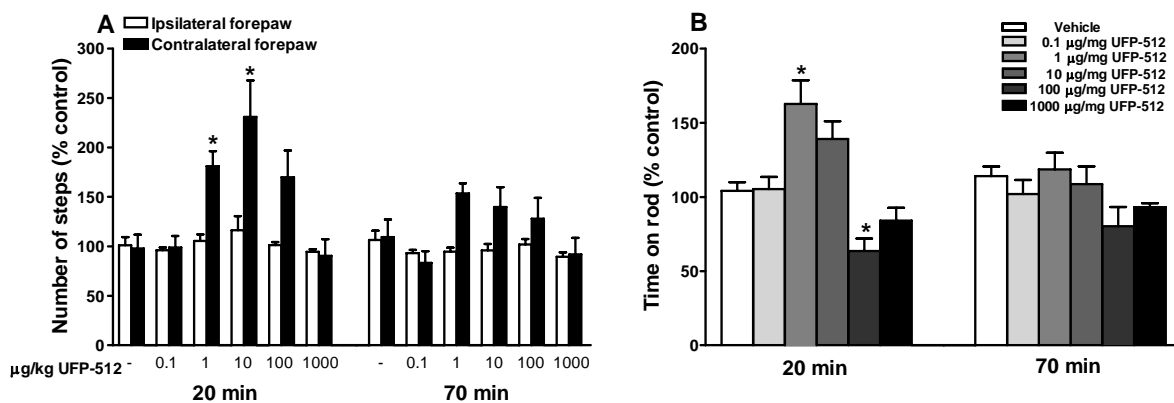 A
Ipsilateral forepaw
Contralateral forepaw
Number of steps (% control)
300
250
200
150
100
50
0
*
*
μg/kg UFP-512 - 0.1 1 10 100 1000 - 0.1 1 10 100 1000
20 min 70 min
B
Vehicle
0.1 μg/mg UFP-512
1 μg/mg UFP-512
10 μg/mg UFP-512
100 μg/mg UFP-512
1000 μg/mg UFP-512
Time on rod (% control)
200
150
100
50
0
*
*
20 min 70 min